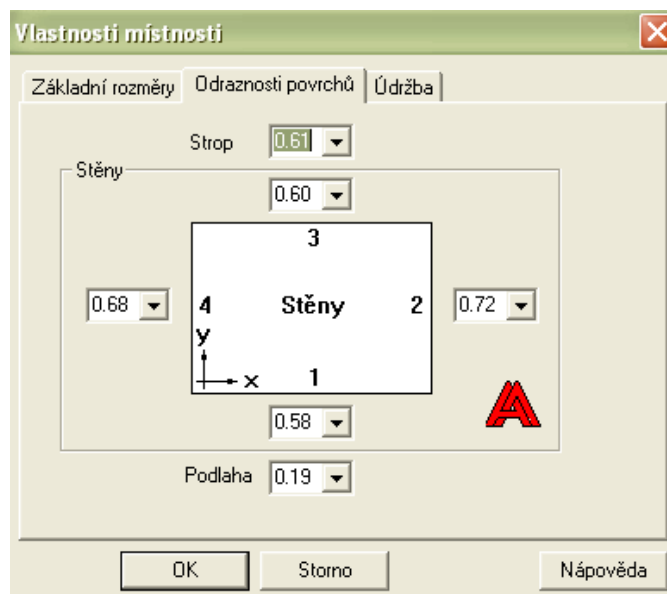 Vlastnosti místnosti
Základní rozměry Odraznosti povrchů Údržba
Strop 0.61
Stěny
0.60
3
0.68 4 Stěny 2 0.72
y
x 1
0.58
Podlaha 0.19
OK Storno Nápověda